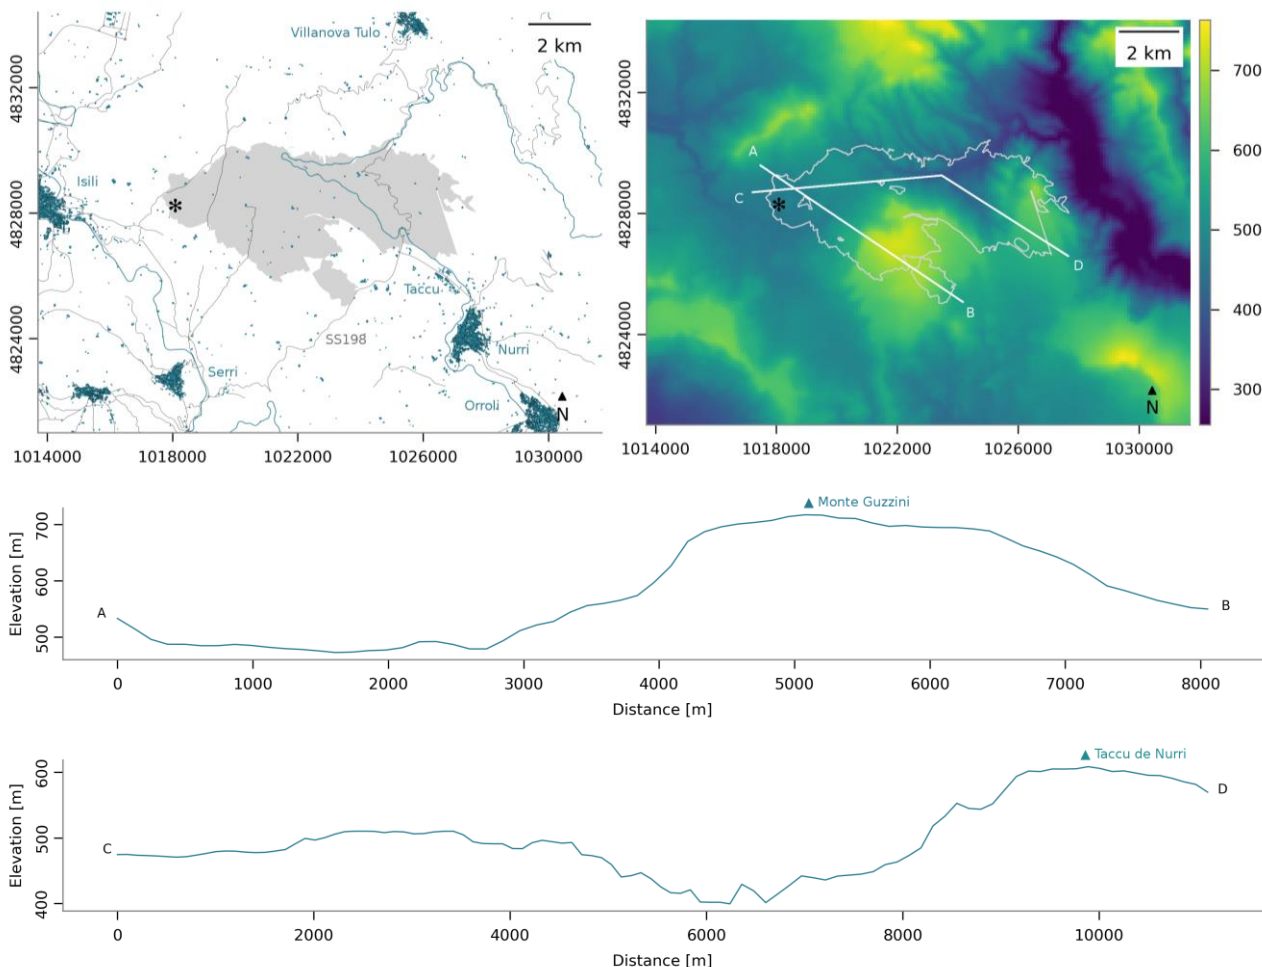 Villanova Tulo
2 km
4832000
Isili
*
4828000
Taccu
SS198
4824000
Serri
Nurri
Orroli
▲
N
1014000 1018000 1022000 1026000 1030000
2 km
4832000
A
C
*
4828000
D
B
4824000
▲
N
1014000 1018000 1022000 1026000 1030000
700
600
500
400
300
▲ Monte Guzzini
700
600
500
Elevation [m]
A
B
0 1000 2000 3000 4000 5000 6000 7000 8000
Distance [m]
▲ Taccu de Nurri
600
500
400
Elevation [m]
C
D
0 2000 4000 6000 8000 10000
Distance [m]